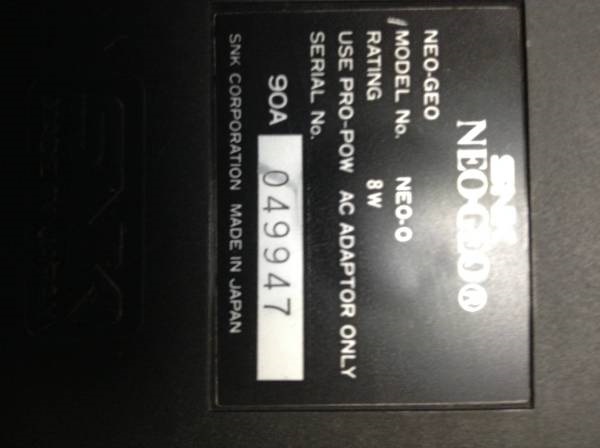 SNK
NEO·GEO®
NEO-GEO
MODEL No. NEO-0
RATING 8W
USE PRO-POW AC ADAPTOR ONLY
SERIAL No.
90A 049947
SNK CORPORATION MADE IN JAPAN
SNK